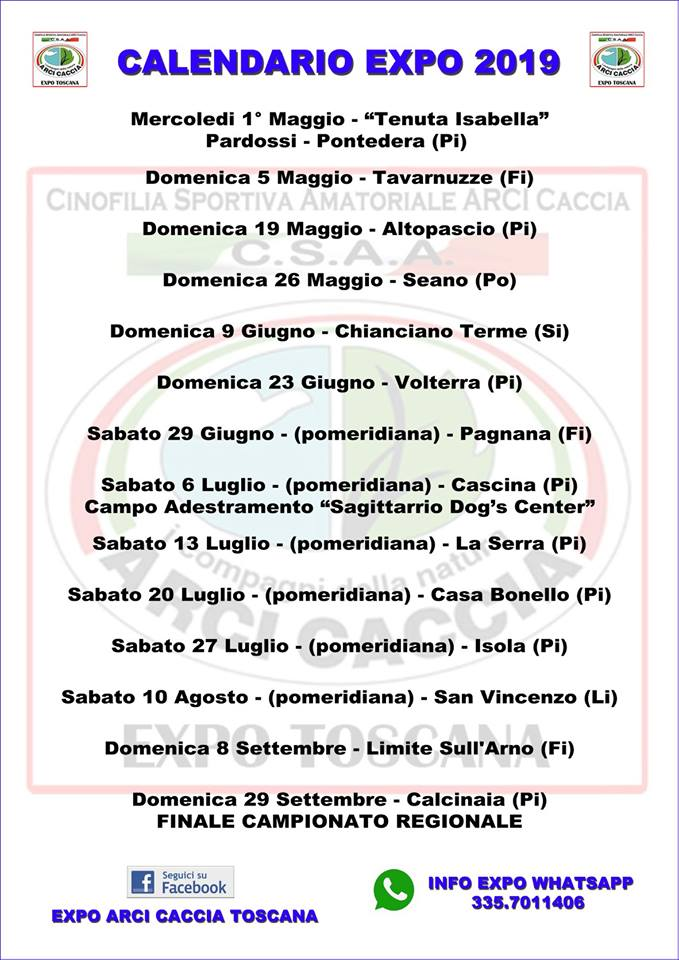 CALENDARIO EXPO 2019
ARCI CACCIA
EXPO TOSCANA
ARCI CACCIA
EXPO TOSCANA
Mercoledi 1° Maggio - “Tenuta Isabella”
Pardossi - Pontedera (Pi)
Domenica 5 Maggio - Tavarnuzze (Fi)
CINOFILIA SPORTIVA AMATORIALE ARCI CACCIA
Domenica 19 Maggio - Altopascio (Pi)
C.S.A.A.
Domenica 26 Maggio - Seano (Po)
Domenica 9 Giugno - Chianciano Terme (Si)
Domenica 23 Giugno - Volterra (Pi)
Sabato 29 Giugno - (pomeridiana) - Pagnana (Fi)
Sabato 6 Luglio - (pomeridiana) - Cascina (Pi)
Campo Adestramento “Sagittarrio Dog’s Center”
Sabato 13 Luglio - (pomeridiana) - La Serra (Pi)
i compagni della natura
Sabato 20 Luglio - (pomeridiana) - Casa Bonello (Pi)
ARCI CACCIA
Sabato 27 Luglio - (pomeridiana) - Isola (Pi)
Sabato 10 Agosto - (pomeridiana) - San Vincenzo (Li)
EXPO TOSCANA
Domenica 8 Settembre - Limite Sull'Arno (Fi)
Domenica 29 Settembre - Calcinaia (Pi)
FINALE CAMPIONATO REGIONALE
Seguici su
Facebook
EXPO ARCI CACCIA TOSCANA
INFO EXPO WHATSAPP
335.7011406